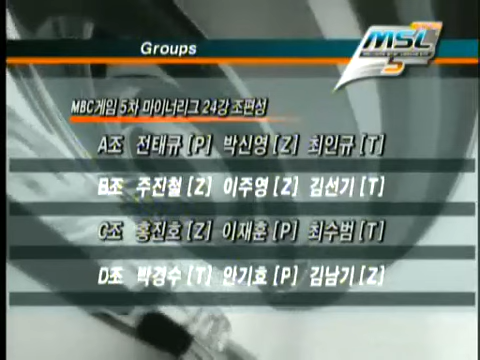 Groups
MSL
5
MBC게임 5차 마이너리그 24강 조편성
A조 전태규 [P] 박신영 [Z] 최인규 [T]
B조 주진철 [Z] 이주영 [Z] 김선기 [T]
C조 홍진호 [Z] 이재훈 [P] 최수범 [T]
D조 박경수 [T] 안기효 [P] 김남기 [Z]